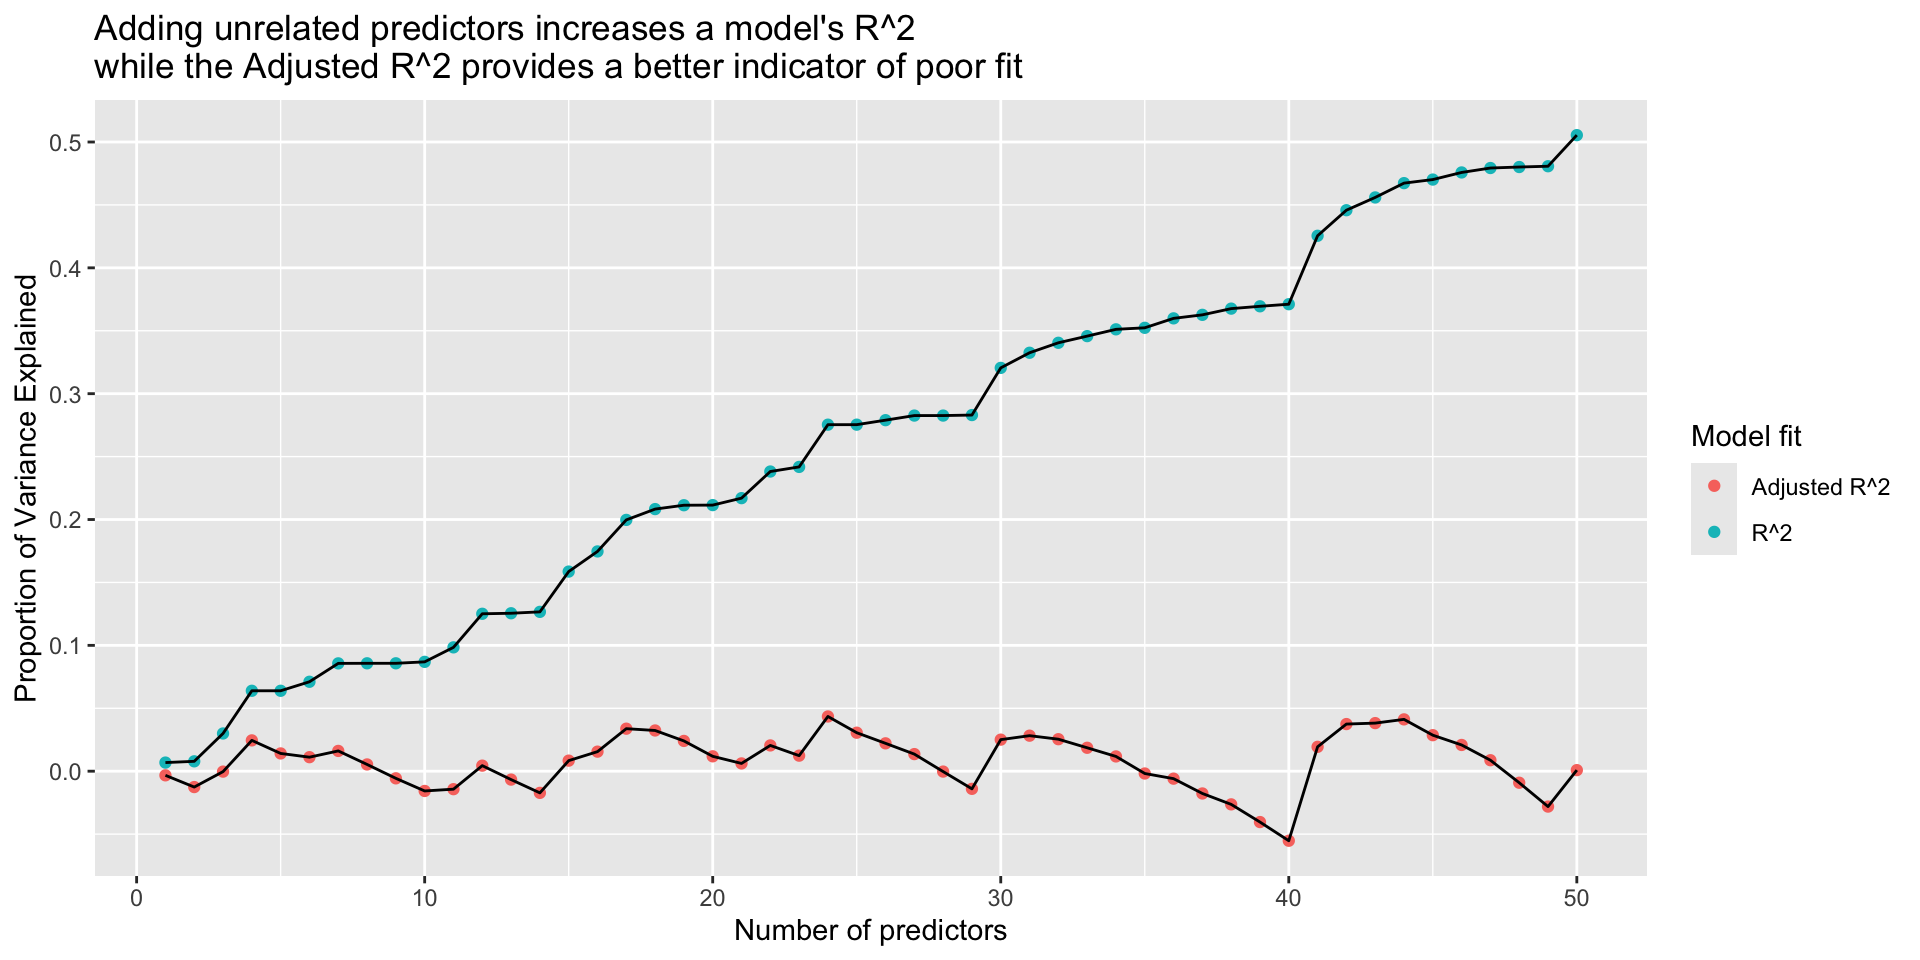 Adding unrelated predictors increases a model's R^2
while the Adjusted R^2 provides a better indicator of poor fit
Proportion of Variance Explained
0.5
0.4
0.3
0.2
0.1
0.0
0 10 20 30 40 50
Number of predictors
Model fit
Adjusted R^2
R^2